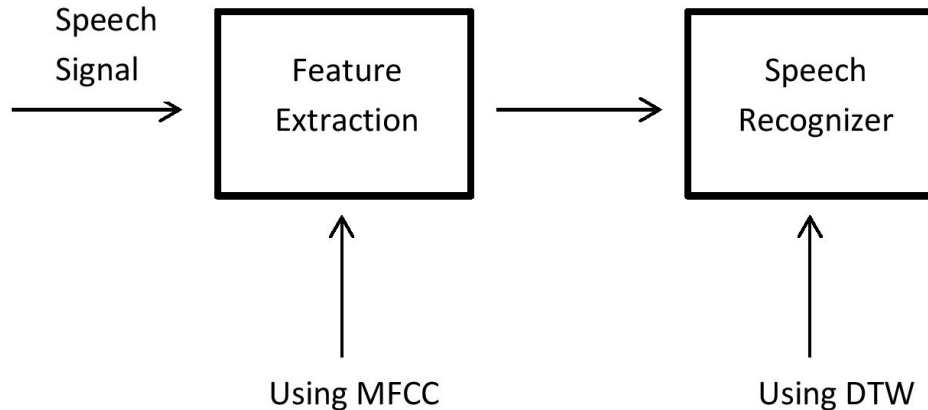 Speech
Signal
Feature
Extraction
Speech
Recognizer
Using MFCC
Using DTW